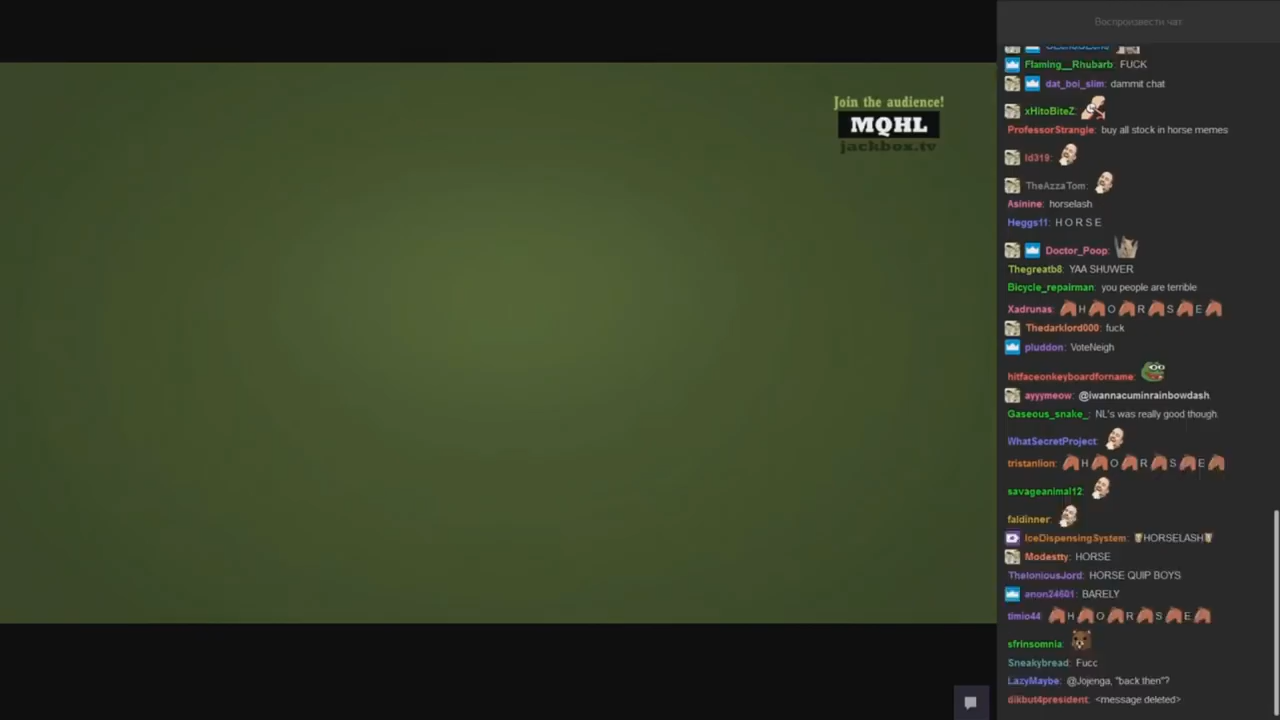 Воспроизвести чат
Join the audience!
MQHL
jackbox.tv
Flaming__Rhubarb: FUCK
dat_boi_slim: dammit chat
xHitoBiteZ:
ProfessorStrangle: buy all stock in horse memes
ld319:
TheAzzaTom:
Asinine: horselash
Heggs11: H O R S E
Doctor_Poop:
Thegreatb8: YAA SHUWER
Bicycle_repairman: you people are terrible
Xadrunas: H O R S E
Thedarklord000: fuck
pluddon: VoteNeigh
hitfaceonkeyboardforname:
ayyymeow: @iwannacuminrainbowdash
Gaseous_snake_: NL's was really good though
WhatSecretProject:
tristanlion: H O R S E
savageanimal12:
faldinner:
IceDispensingSystem: HORSELASH
Modestty: HORSE
TheloniousJord: HORSE QUIP BOYS
anon24601: BARELY
timio44: H O R S E
sfrinsomnia:
Sneakybread: Fucc
LazyMaybe: @Jojenga, "back then"?
dikbut4president: <message deleted>